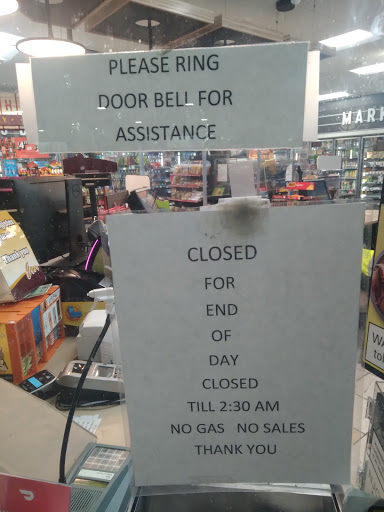 PLEASE RING
DOOR BELL FOR
ASSISTANCE
MARK
CLOSED
FOR
END
OF
DAY
CLOSED
TILL 2:30 AM
NO GAS NO SALES
THANK YOU